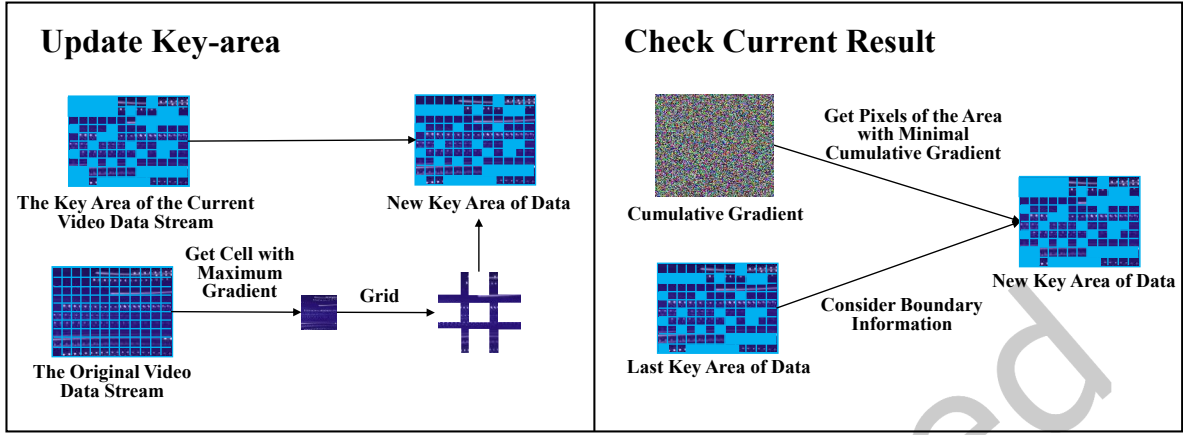 Update Key-area
The Key Area of the Current
Video Data Stream
New Key Area of Data
Get Cell with
Maximum
Gradient
Grid
The Original Video
Data Stream
Check Current Result
Get Pixels of the Area
with Minimal
Cumulative Gradient
Cumulative Gradient
New Key Area of Data
Consider Boundary
Information
Last Key Area of Data
ed